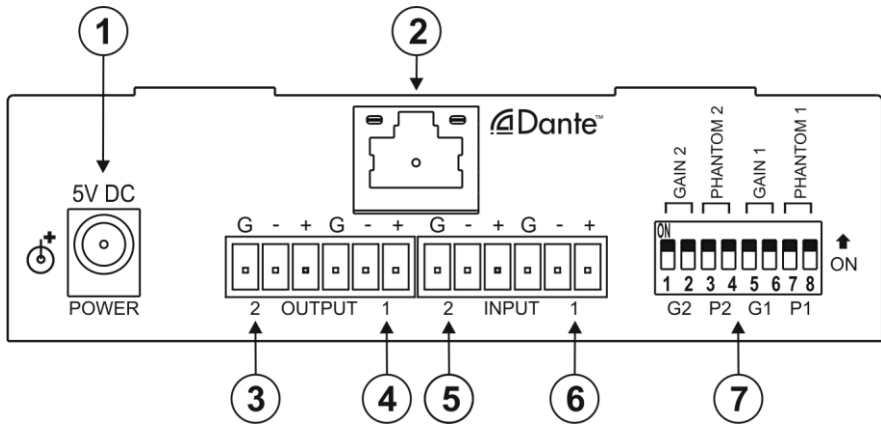 1 2
Dante™
5V DC
POWER
G - + G - + G - + G - +
2 OUTPUT 1 2 INPUT 1
GAIN 2 PHANTOM 2 GAIN 1 PHANTOM 1
ON
1 2 3 4 5 6 7 8
ON
G2 P2 G1 P1
3 4 5 6 7